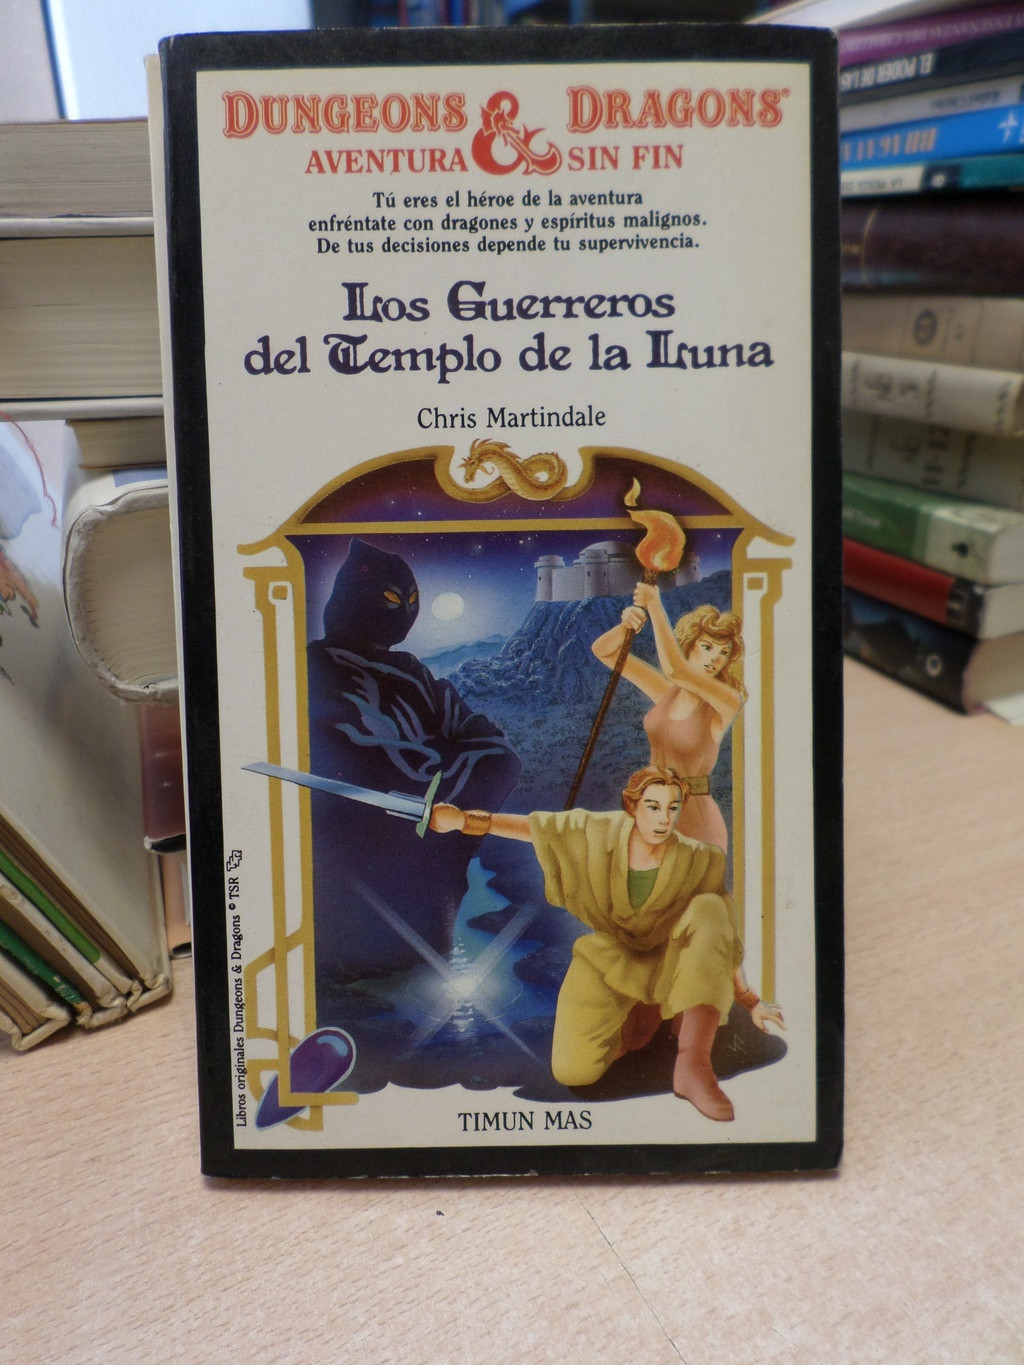 DUNGEONS & DRAGONS®
AVENTURA SIN FIN
Tú eres el héroe de la aventura
enfréntate con dragones y espíritus malignos.
De tus decisiones depende tu supervivencia.
Los Guerreros
del Templo de la Luna
Chris Martindale
Libros originales Dungeons & Dragons © TSR
TIMUN MAS
EL PODER DE LAS